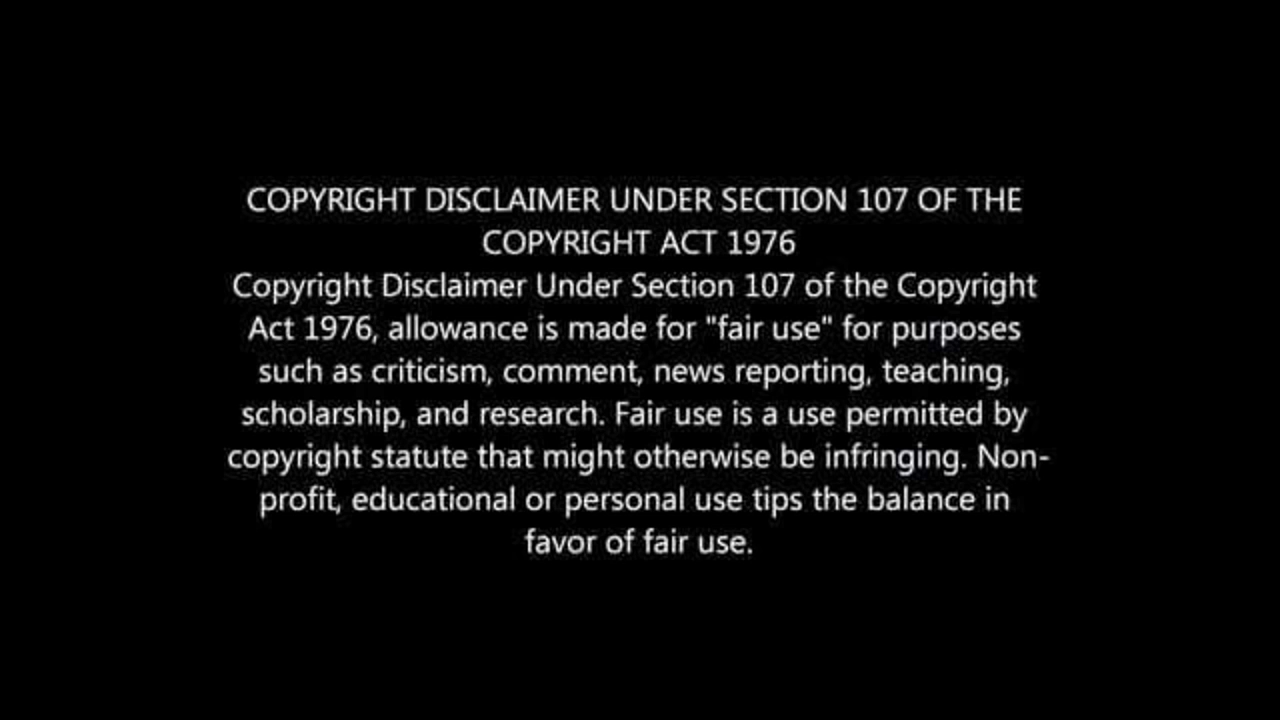 COPYRIGHT DISCLAIMER UNDER SECTION 107 OF THE
COPYRIGHT ACT 1976
Copyright Disclaimer Under Section 107 of the Copyright
Act 1976, allowance is made for "fair use" for purposes
such as criticism, comment, news reporting, teaching,
scholarship, and research. Fair use is a use permitted by
copyright statute that might otherwise be infringing. Non-
profit, educational or personal use tips the balance in
favor of fair use.